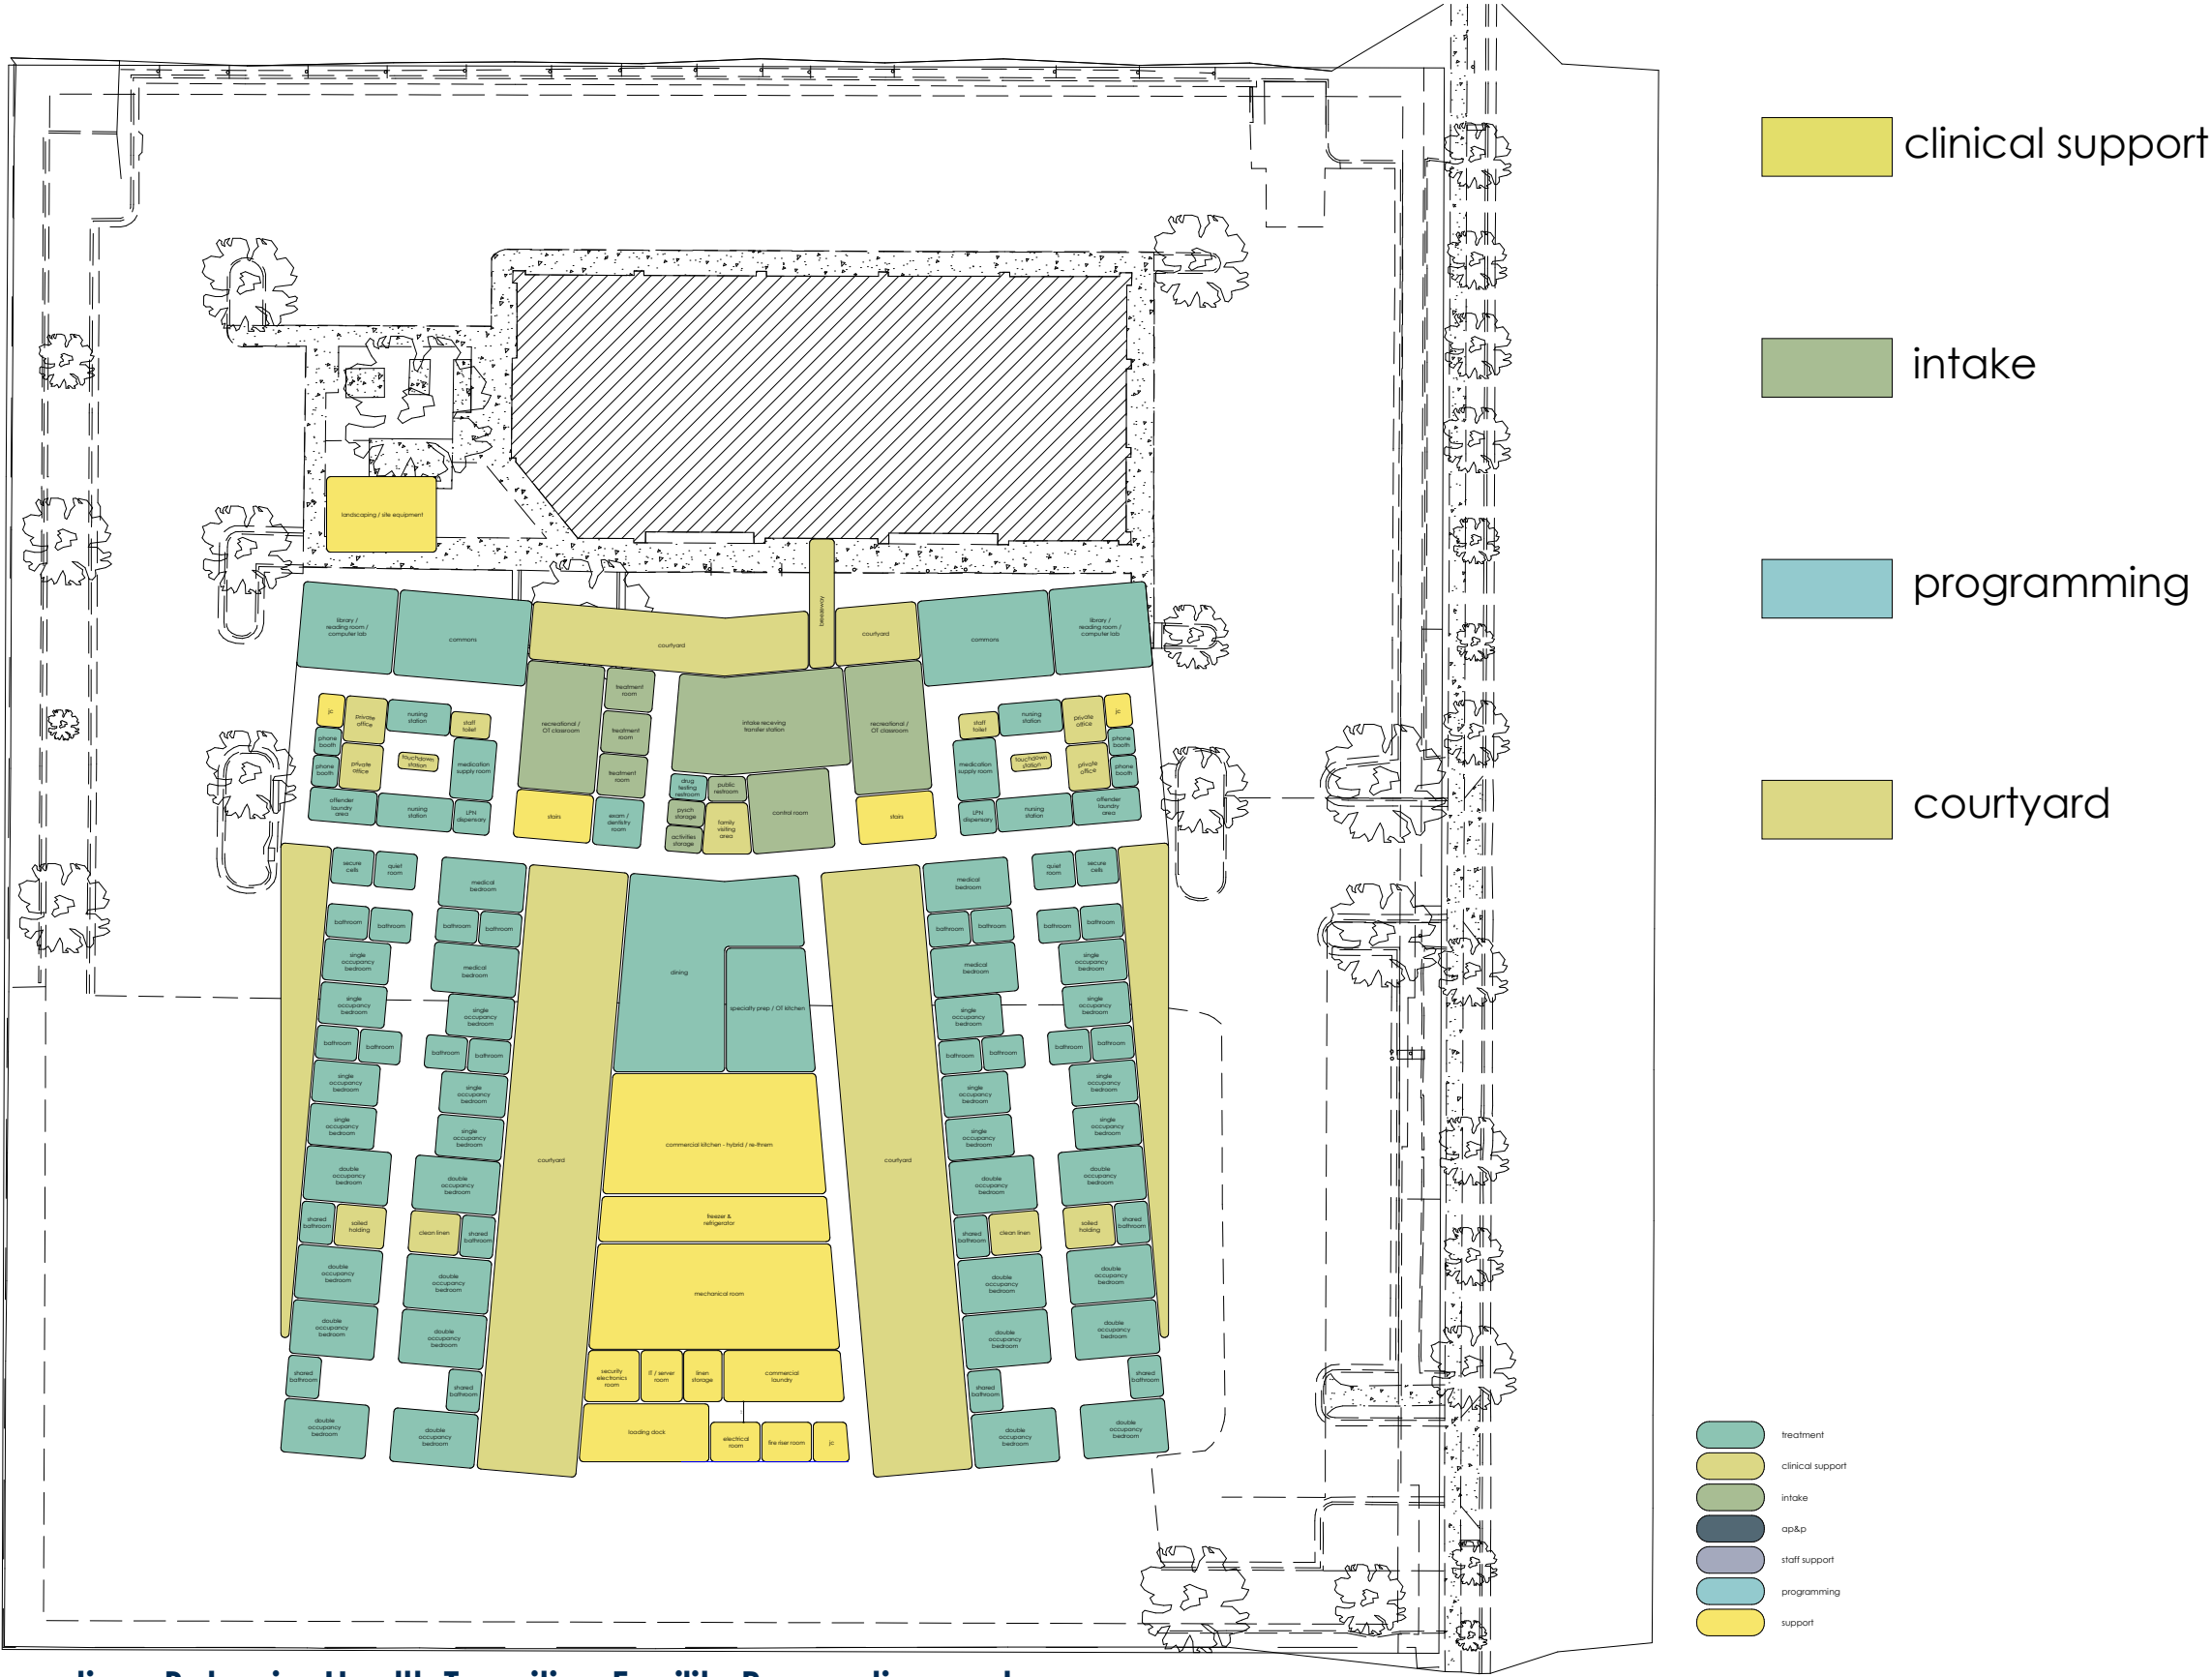 clinical support
intake
programming
courtyard
landscaping / site equipment
breezeway
library /
reading room /
computer lab
commons
courtyard
courtyard
commons
library /
reading room /
computer lab
jc
private
office
nursing
station
staff
toilet
phone
booth
phone
booth
private
office
touchdown
station
medication
supply room
offender
laundry
area
nursing
station
LPN
dispensary
recreational /
OT classroom
treatment
room
treatment
room
treatment
room
stairs
exam /
dentistry
room
intake receving
transfer station
drug
testing
restroom
public
restroom
pysch
storage
activities
storage
family
visiting
area
control room
recreational /
OT classroom
stairs
staff
toilet
nursing
station
private
office
jc
phone
booth
phone
booth
medication
supply room
touchdown
station
private
office
LPN
dispensary
nursing
station
offender
laundry
area
secure
cells
quiet
room
bathroom
bathroom
single
occupancy
bedroom
single
occupancy
bedroom
bathroom
bathroom
single
occupancy
bedroom
single
occupancy
bedroom
double
occupancy
bedroom
shared
bathroom
soiled
holding
double
occupancy
bedroom
double
occupancy
bedroom
shared
bathroom
double
occupancy
bedroom
medical
bedroom
bathroom
bathroom
medical
bedroom
single
occupancy
bedroom
bathroom
bathroom
single
occupancy
bedroom
single
occupancy
bedroom
double
occupancy
bedroom
clean linen
shared
bathroom
double
occupancy
bedroom
double
occupancy
bedroom
shared
bathroom
double
occupancy
bedroom
courtyard
dining
specialty prep / OT kitchen
commercial kitchen - hybrid / re-therm
freezer &
refrigerator
mechanical room
security
electronics
room
IT / server
room
linen
storage
commercial
laundry
loading dock
electrical
room
fire riser room
jc
courtyard
medical
bedroom
bathroom
bathroom
medical
bedroom
single
occupancy
bedroom
bathroom
bathroom
single
occupancy
bedroom
single
occupancy
bedroom
double
occupancy
bedroom
shared
bathroom
clean linen
double
occupancy
bedroom
double
occupancy
bedroom
shared
bathroom
double
occupancy
bedroom
quiet
room
secure
cells
bathroom
bathroom
single
occupancy
bedroom
single
occupancy
bedroom
bathroom
bathroom
single
occupancy
bedroom
single
occupancy
bedroom
double
occupancy
bedroom
soiled
holding
shared
bathroom
double
occupancy
bedroom
double
occupancy
bedroom
shared
bathroom
double
occupancy
bedroom
treatment
clinical support
intake
ap&p
staff support
programming
support